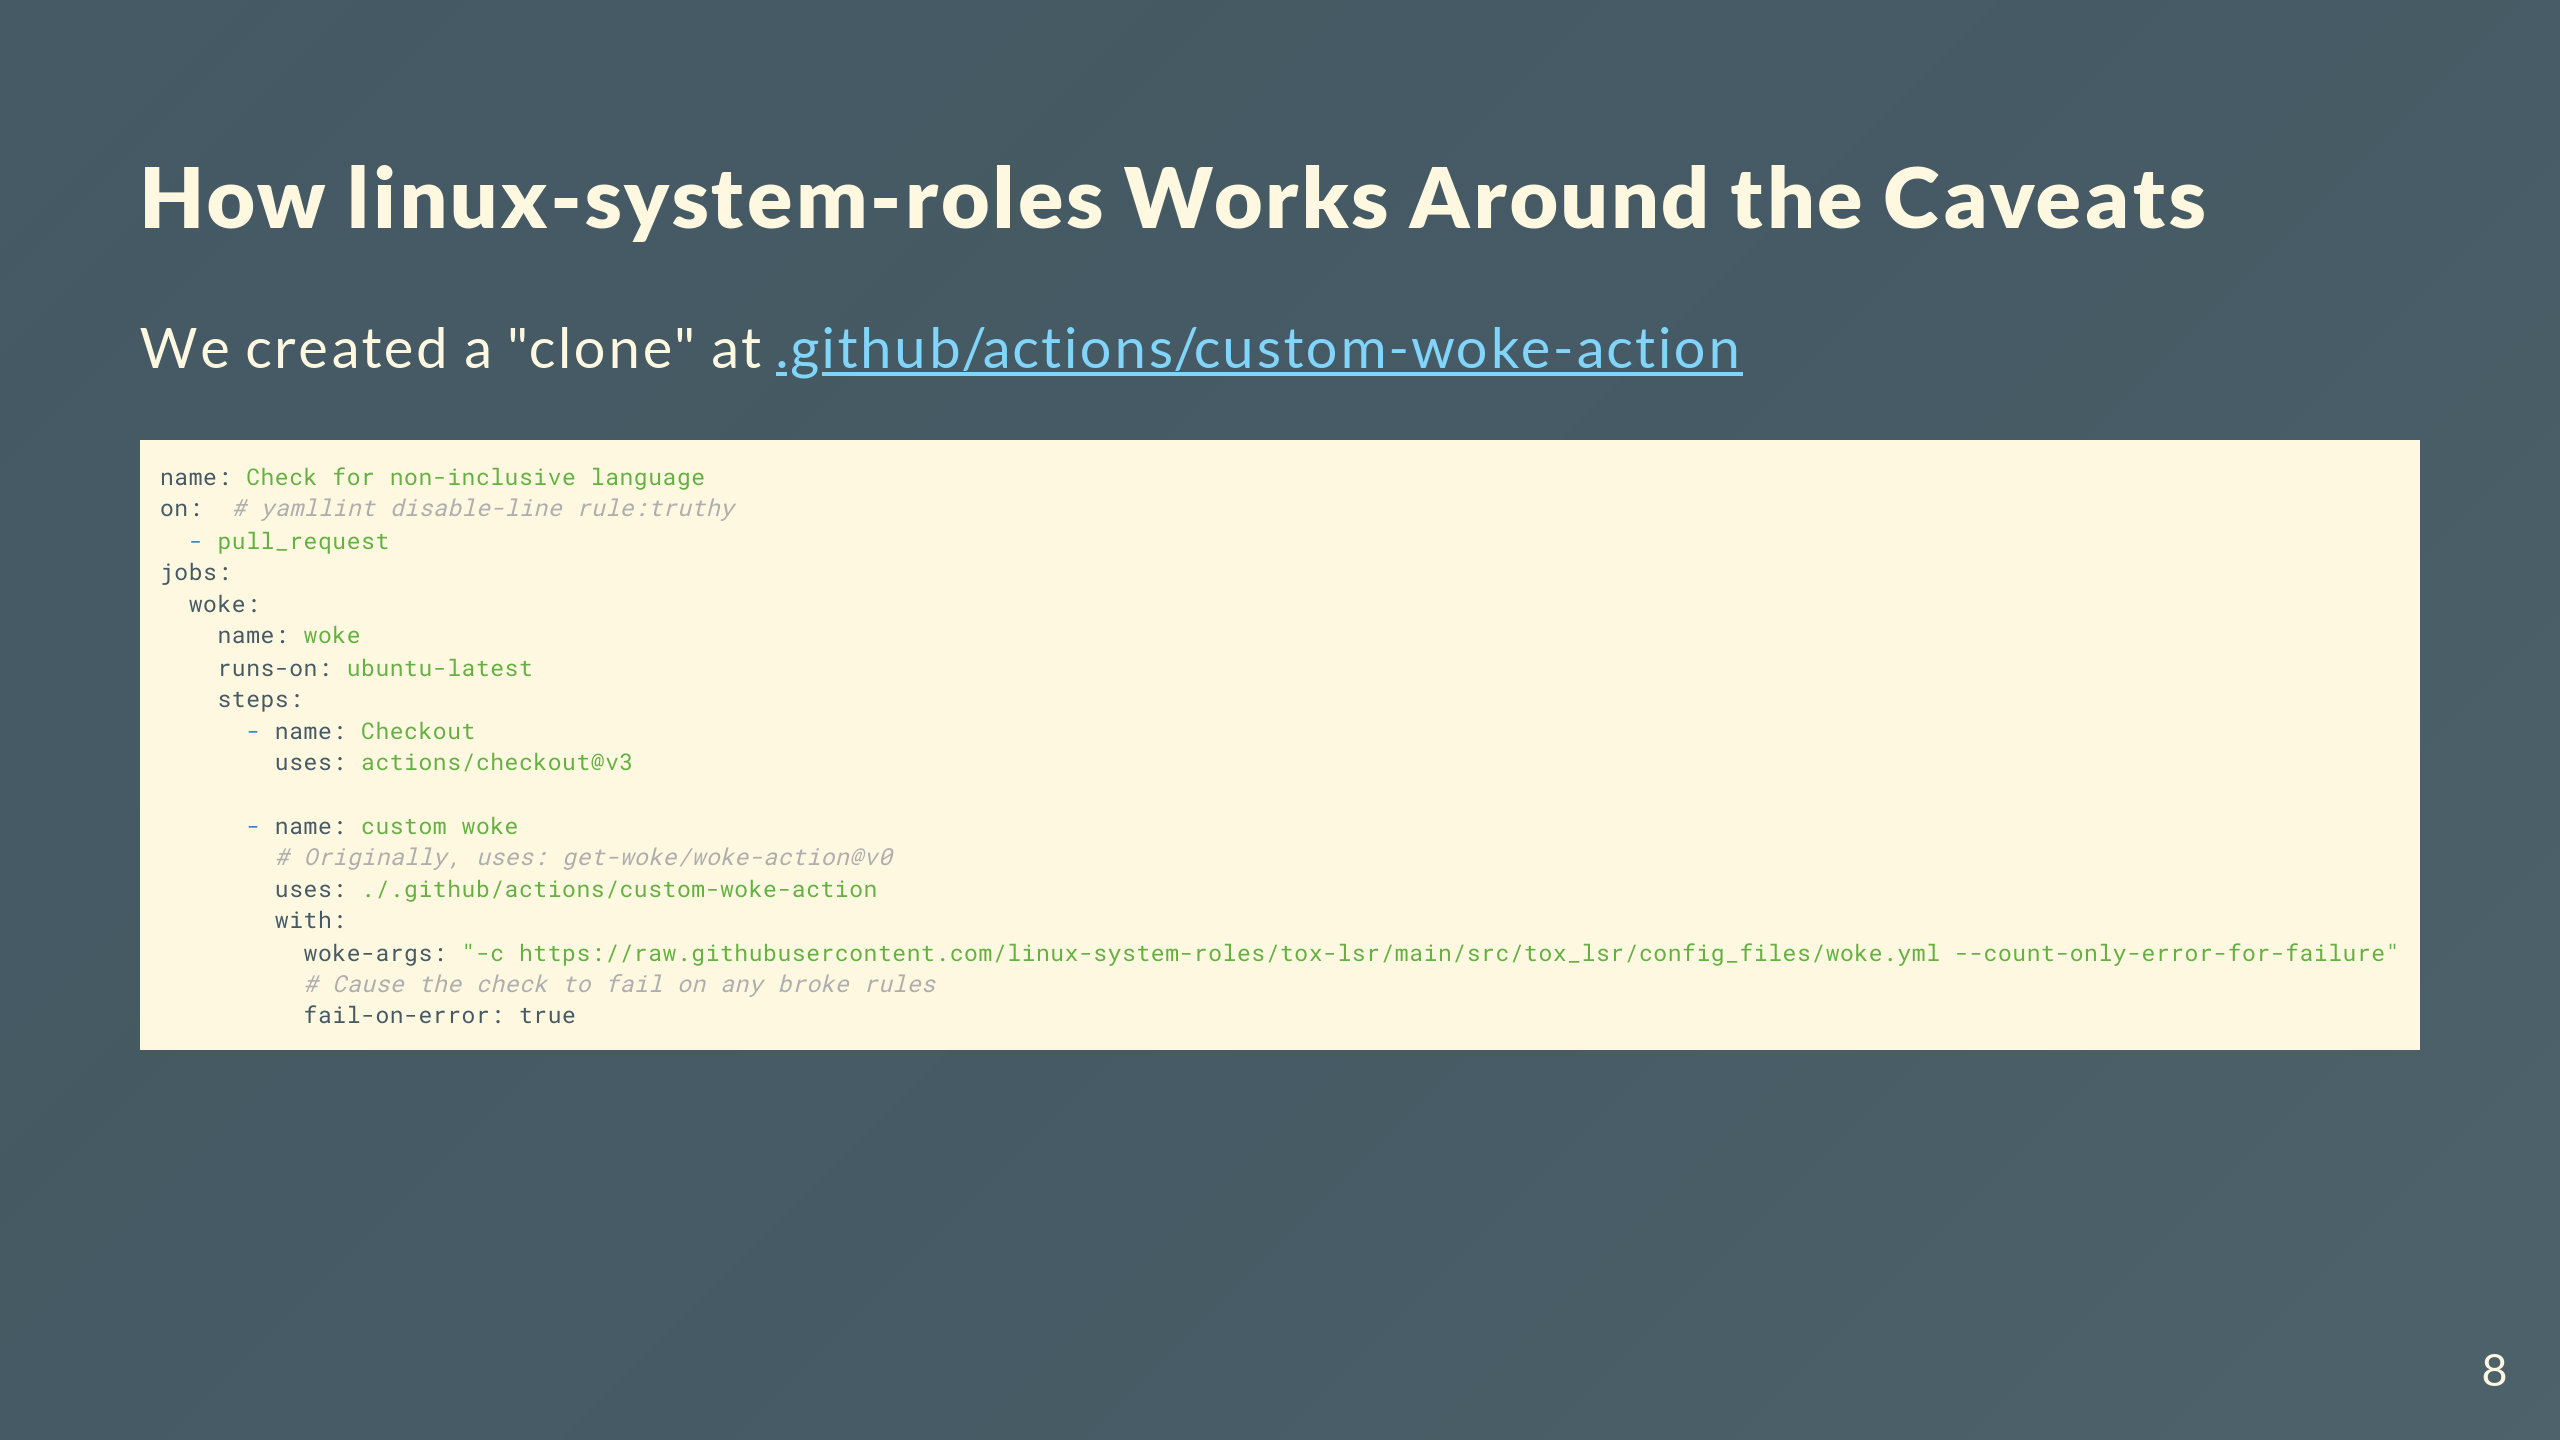 How linux-system-roles Works Around the Caveats
We created a "clone" at .github/actions/custom-woke-action
name: Check for non-inclusive language
on:  # yamllint disable-line rule:truthy
  - pull_request
jobs:
  woke:
    name: woke
    runs-on: ubuntu-latest
    steps:
      - name: Checkout
        uses: actions/checkout@v3

      - name: custom woke
        # Originally, uses: get-woke/woke-action@v0
        uses: ./.github/actions/custom-woke-action
        with:
          woke-args: "-c https://raw.githubusercontent.com/linux-system-roles/tox-lsr/main/src/tox_lsr/config_files/woke.yml --count-only-error-for-failure"
          # Cause the check to fail on any broke rules
          fail-on-error: true
8